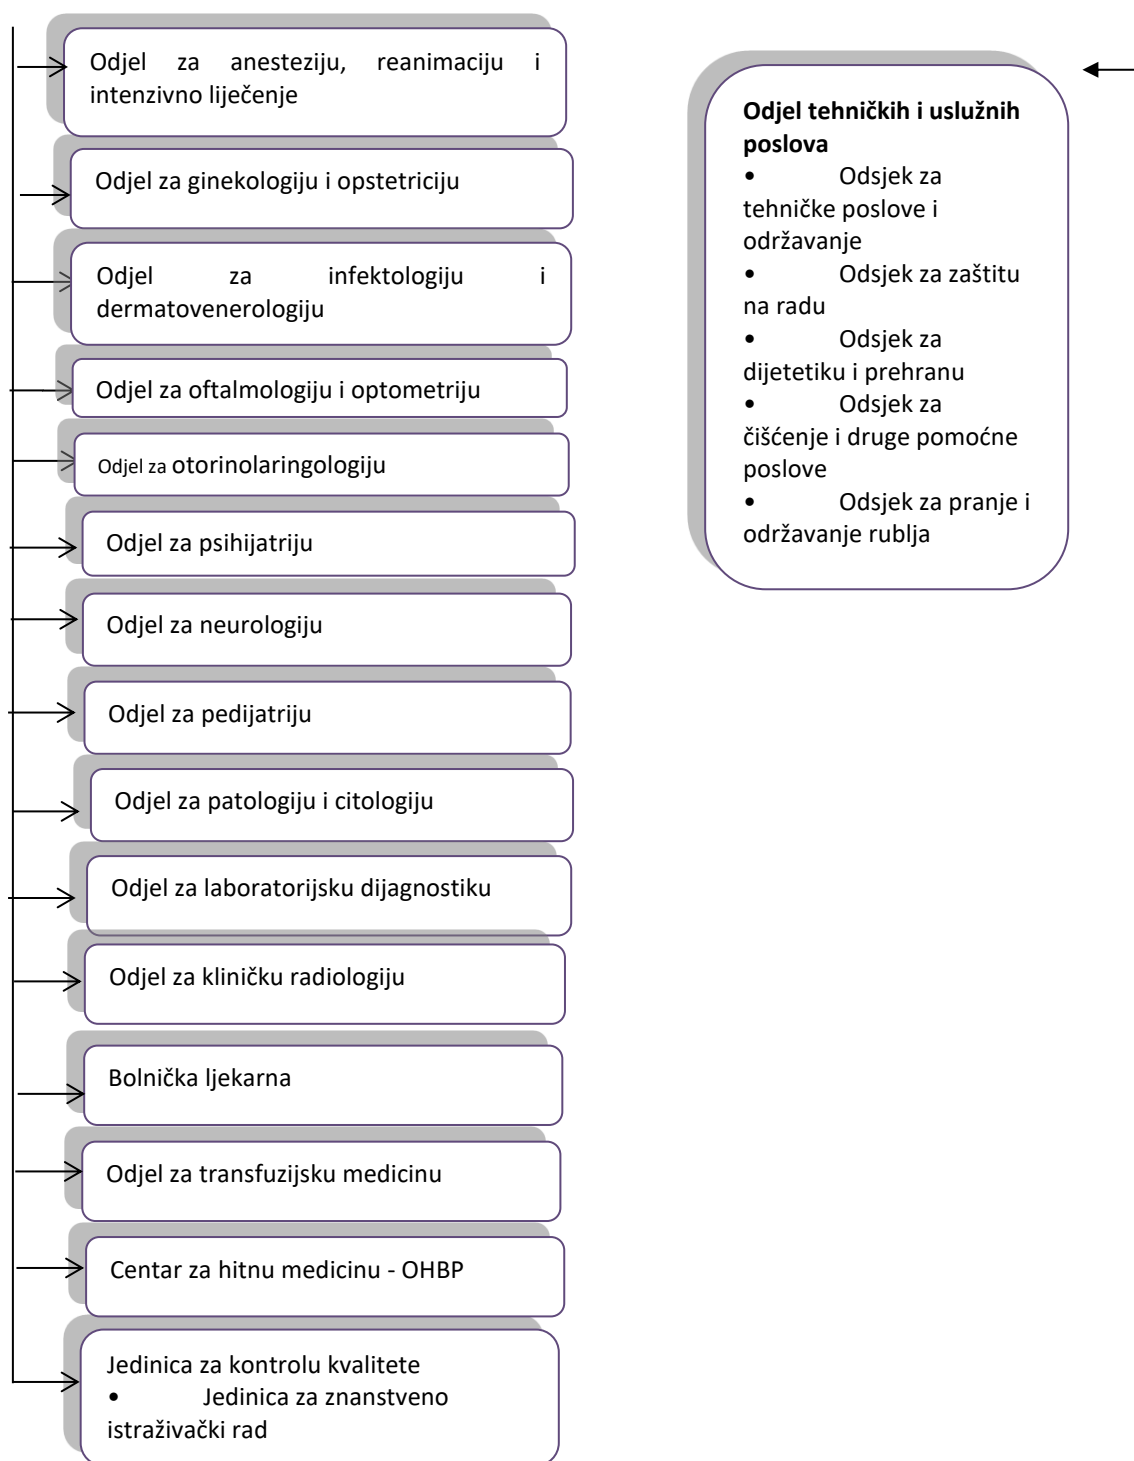 Odjel za anesteziju, reanimaciju i
intenzivno liječenje
Odjel za ginekologiju i opstetriciju
Odjel za infektologiju i
dermatovenerologiju
Odjel za oftalmologiju i optometriju
Odjel za otorinolaringologiju
Odjel za psihijatriju
Odjel za neurologiju
Odjel za pedijatriju
Odjel za patologiju i citologiju
Odjel za laboratorijsku dijagnostiku
Odjel za kliničku radiologiju
Bolnička ljekarna
Odjel za transfuzijsku medicinu
Centar za hitnu medicinu - OHBP
Jedinica za kontrolu kvalitete
• Jedinica za znanstveno
istraživački rad
Odjel tehničkih i uslužnih
poslova
• Odsjek za
tehničke poslove i
održavanje
• Odsjek za zaštitu
na radu
• Odsjek za
dijetetiku i prehranu
• Odsjek za
čišćenje i druge pomoćne
poslove
• Odsjek za pranje i
održavanje rublja